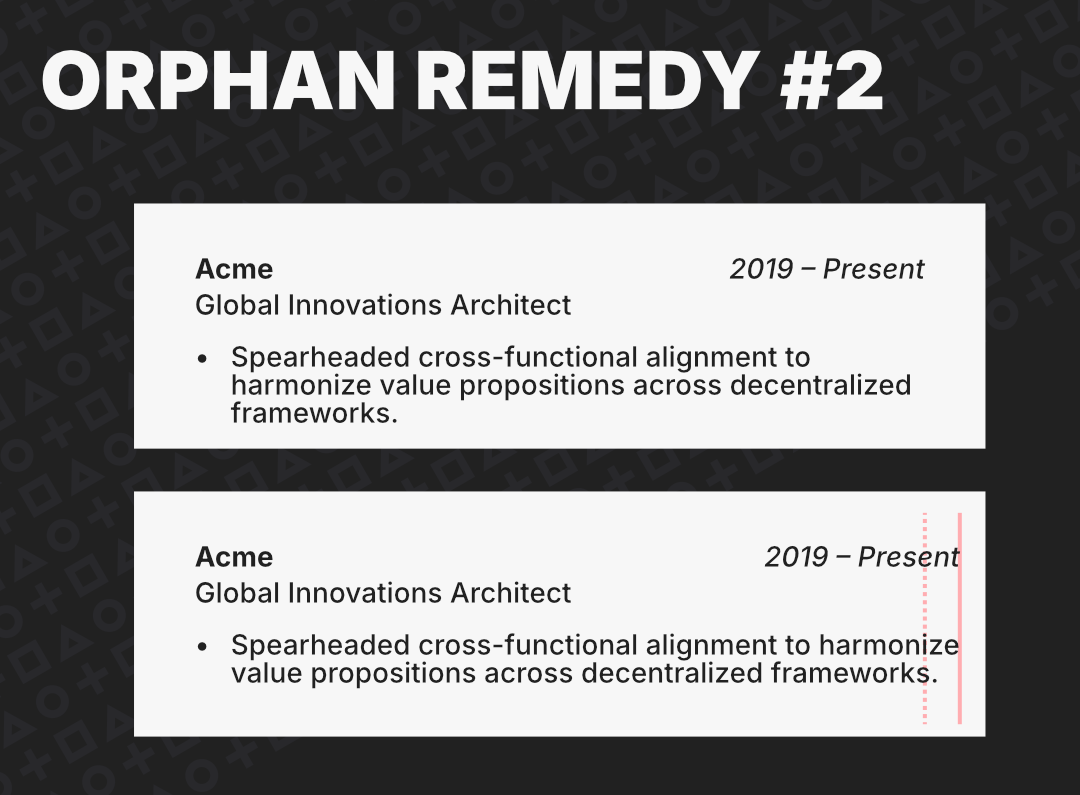 ORPHAN REMEDY #2
Acme 2019 – Present
Global Innovations Architect
• Spearheaded cross-functional alignment to
harmonize value propositions across decentralized
frameworks.
Acme 2019 – Present
Global Innovations Architect
• Spearheaded cross-functional alignment to harmonize
value propositions across decentralized frameworks.